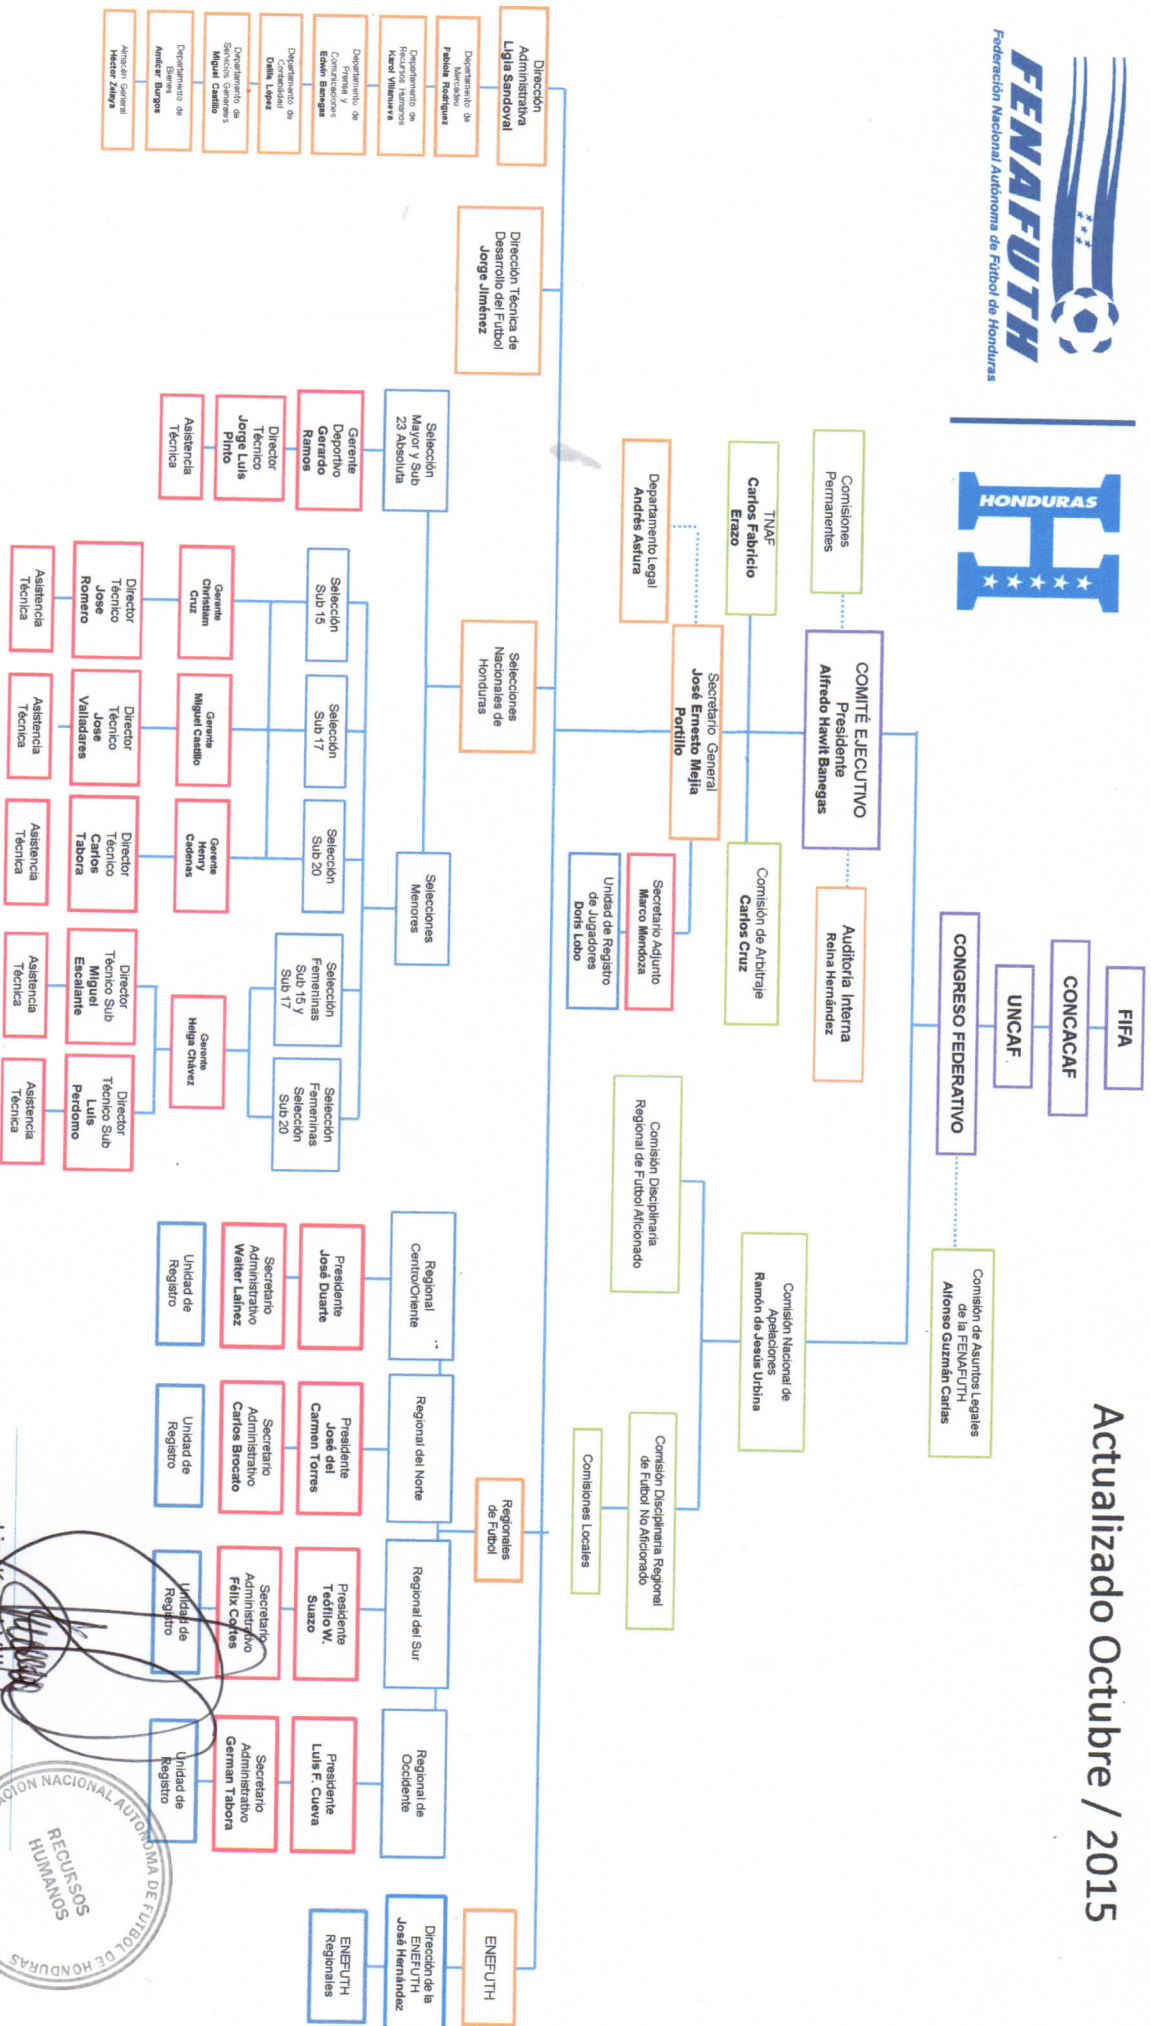 FENAFUTH
Federación Nacional Autónoma de Fútbol de Honduras
HONDURAS
Actualizado Octubre / 2015
FIFA
CONCACAF
UNCAF
CONGRESO FEDERATIVO
Comisión de Asuntos Legales
de la FENAFUTH
Alfonso Guzmán Carias
Comisiones
Permanentes
COMITÉ EJECUTIVO
Presidente
Alfredo Hawit Banegas
Auditoría Interna
Reina Hernández
TNAF
Carlos Fabricio
Erazo
Comisión de Arbitraje
Carlos Cruz
Comisión Nacional de
Apelaciones
Ramón de Jesús Urbina
Departamento Legal
Andrés Asfura
Secretario General
José Ernesto Mejia
Portillo
Secretario Adjunto
Marco Mendoza
Unidad de Registro
de Jugadores
Doris Lobo
Comisión Disciplinaria
Regional de Futbol Aficionado
Comisión Disciplinaria Regional
de Futbol No Aficionado
Comisiones Locales
Dirección
Administrativa
Ligia Sandoval
Departamento de
Mercadeo
Fabiola Rodríguez
Departamento de
Recursos Humanos
Karol Villanueva
Departamento de
Prensa y
Comunicaciones
Edwin Banegas
Departamento de
Contabilidad
Dalila López
Departamento de
Servicios Generales
Miguel Castillo
Departamento de
Bienes
Amilcar Burgos
Almacén General
Héctor Zelaya
Dirección Técnica de
Desarrollo del Futbol
Jorge Jiménez
Selecciones
Nacionales de
Honduras
Selección
Mayor y Sub
23 Absoluta
Gerente
Deportivo
Gerardo
Ramos
Director
Técnico
Jorge Luis
Pinto
Asistencia
Técnica
Selecciones
Menores
Selección
Sub 15
Selección
Sub 17
Selección
Sub 20
Selección
Femeninas
Sub 15 y
Sub 17
Selección
Femeninas
Selección
Sub 20
Gerente
Christiam
Cruz
Gerente
Miguel Castillo
Gerente
Henry
Cadenas
Gerente
Helga Chávez
Director
Técnico
Jose
Romero
Director
Técnico
Jose
Valladares
Director
Técnico
Carlos
Tabora
Director
Técnico Sub
Miguel
Escalante
Director
Técnico Sub
Luis
Perdomo
Asistencia
Técnica
Asistencia
Técnica
Asistencia
Técnica
Asistencia
Técnica
Asistencia
Técnica
Regionales
de Futbol
Regional
Centro/Oriente
Regional del Norte
Regional del Sur
Regional de
Occidente
Presidente
José Duarte
Presidente
José del
Carmen Torres
Presidente
Teófilo W.
Suazo
Presidente
Luis F. Cueva
Secretario
Administrativo
Walter Laínez
Secretario
Administrativo
Carlos Brocato
Secretario
Administrativo
Félix Cortes
Secretario
Administrativo
German Tabora
Unidad de
Registro
Unidad de
Registro
Unidad de
Registro
Unidad de
Registro
ENEFUTH
Dirección de la
ENEFUTH
José Hernández
ENEFUTH
Regionales
NACIONAL AUTONOMA DE FUTBOL DE HONDURAS
RECURSOS
HUMANOS